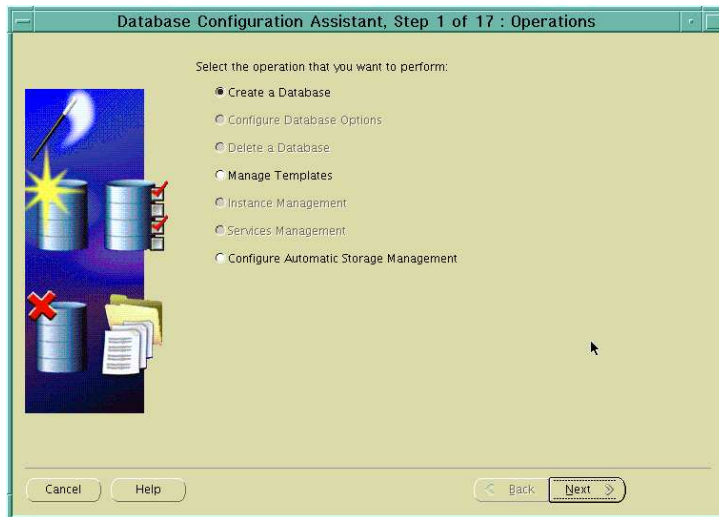 Database Configuration Assistant, Step 1 of 17 : Operations
Select the operation that you want to perform:
Create a Database
Configure Database Options
Delete a Database
Manage Templates
Instance Management
Services Management
Configure Automatic Storage Management
Cancel
Help
Back
Next